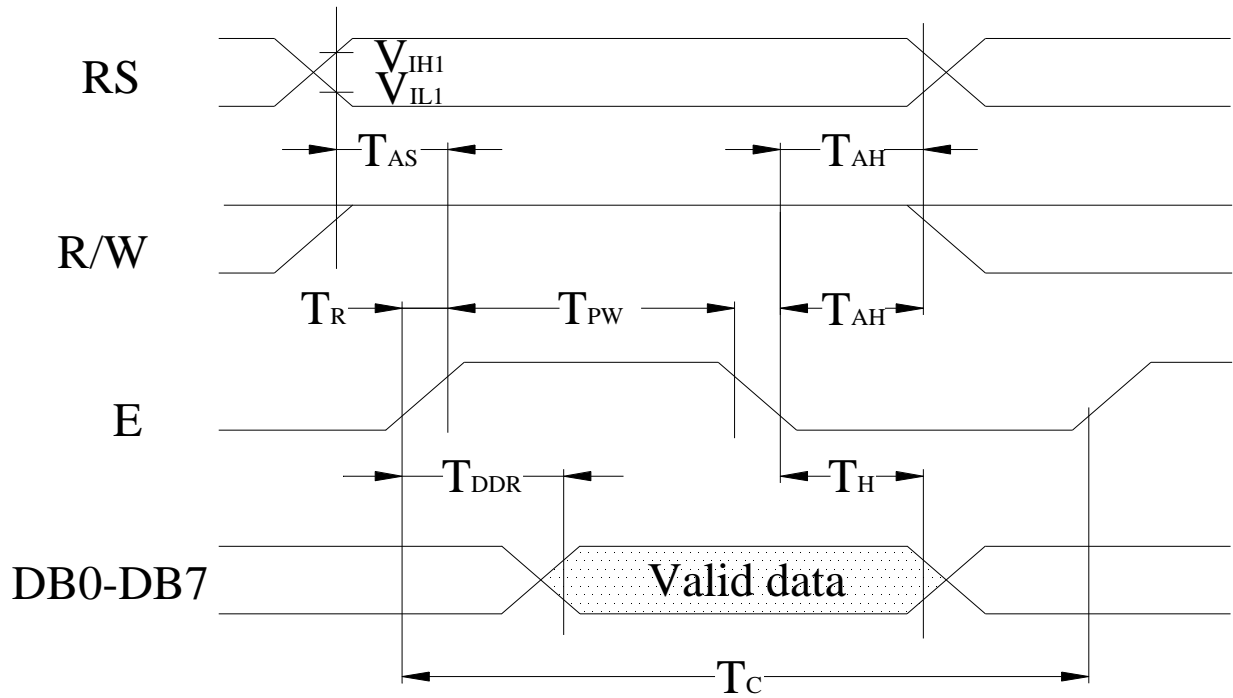 RS
VIH1
VIL1
TAS
TAH
R/W
TR
TPW
TAH
E
TDDR
TH
DB0-DB7
Valid data
TC